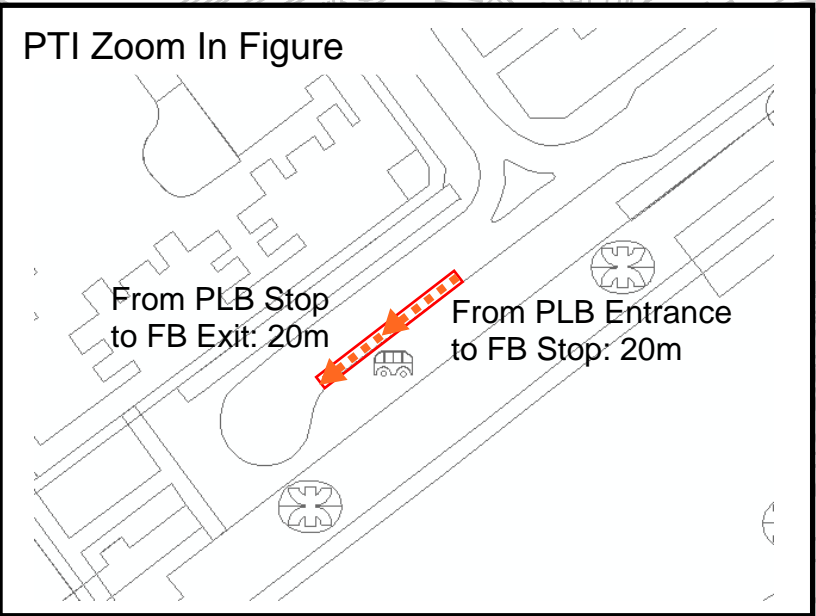 PTI Zoom In Figure
From PLB Stop
to FB Exit: 20m
From PLB Entrance
to FB Stop: 20m